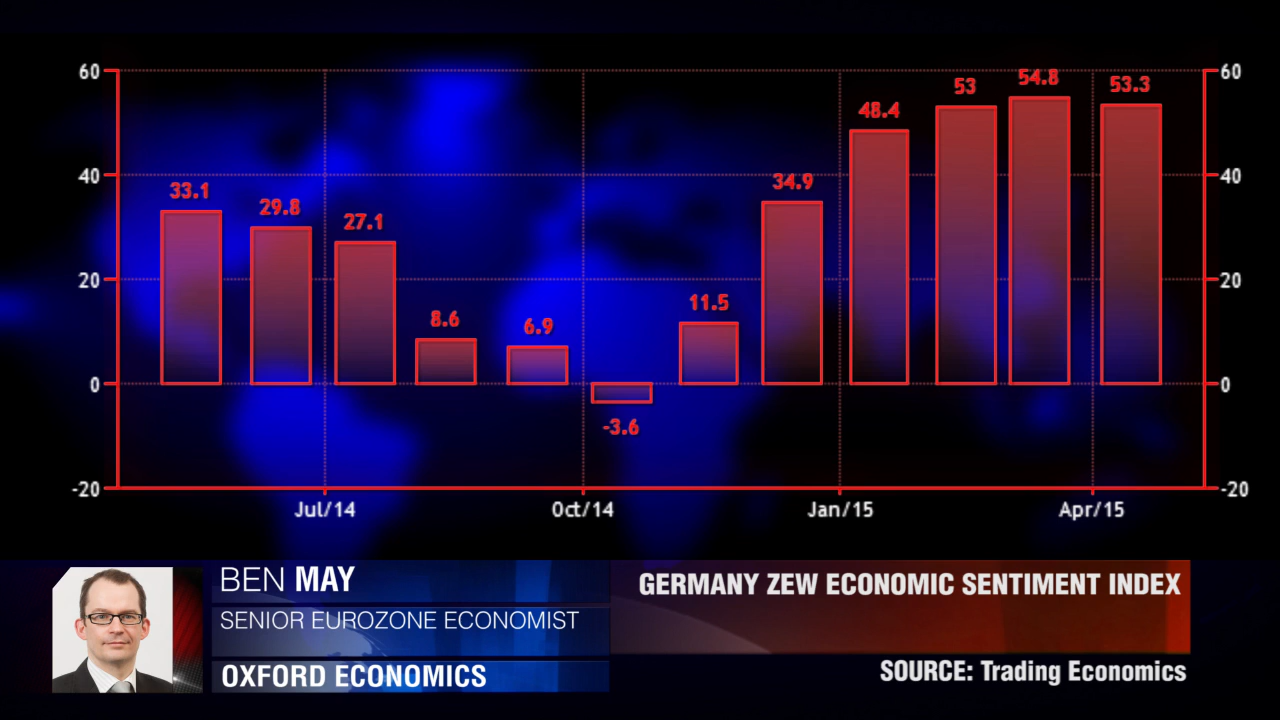 60
60
54.8
53
53.3
48.4
40
33.1
34.9
40
29.8
27.1
20
11.5
20
8.6
6.9
0
0
-3.6
-20
-20
Jul/14
Oct/14
Jan/15
Apr/15
BEN MAY
SENIOR EUROZONE ECONOMIST
OXFORD ECONOMICS
GERMANY ZEW ECONOMIC SENTIMENT INDEX
SOURCE: Trading Economics